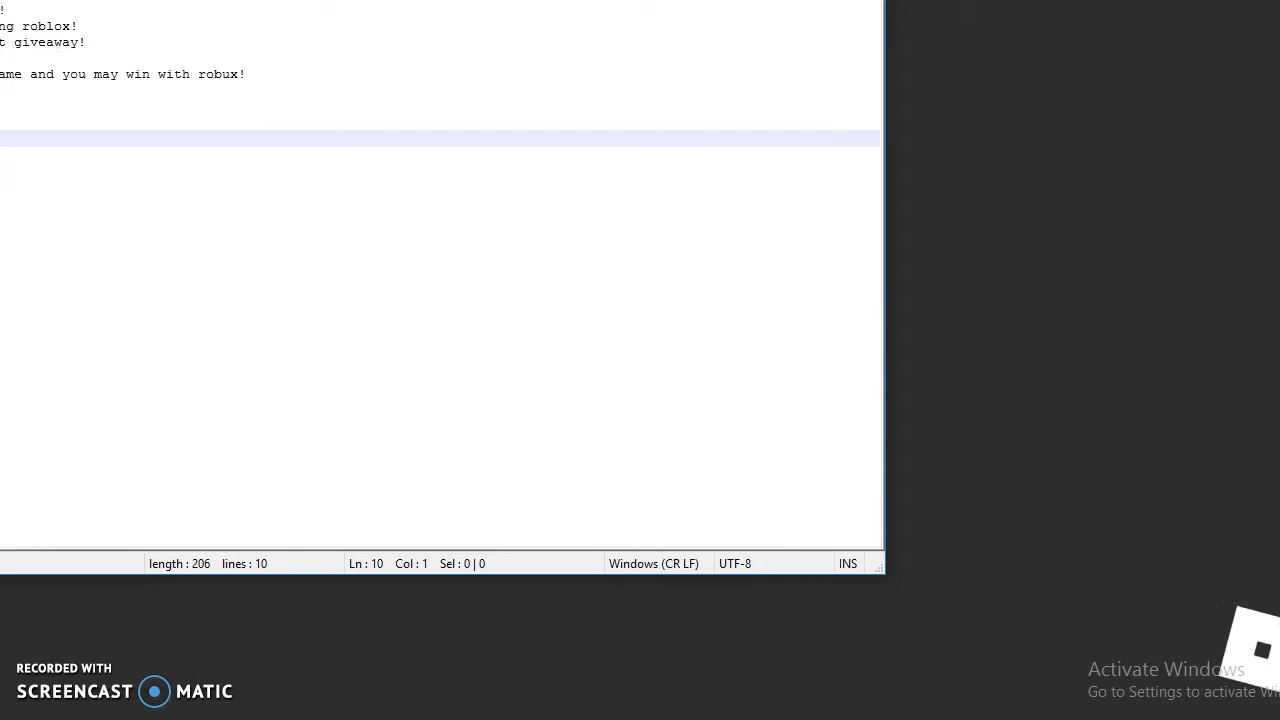 !
ng roblox!
t giveaway!
ame and you may win with robux!
length : 206 lines : 10 Ln : 10 Col : 1 Sel : 0 | 0 Windows (CR LF) UTF-8 INS
RECORDED WITH
SCREENCAST MATIC
Activate Windows
Go to Settings to activate Wi